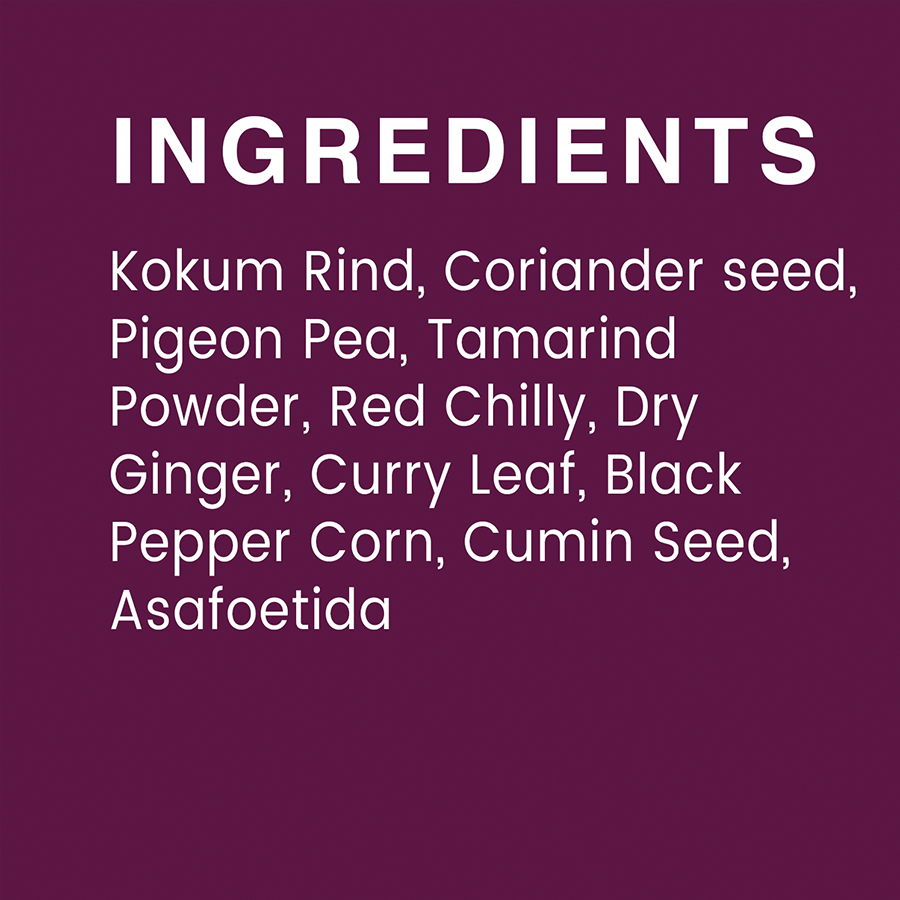 INGREDIENTS
Kokum Rind, Coriander seed,
Pigeon Pea, Tamarind
Powder, Red Chilly, Dry
Ginger, Curry Leaf, Black
Pepper Corn, Cumin Seed,
Asafoetida